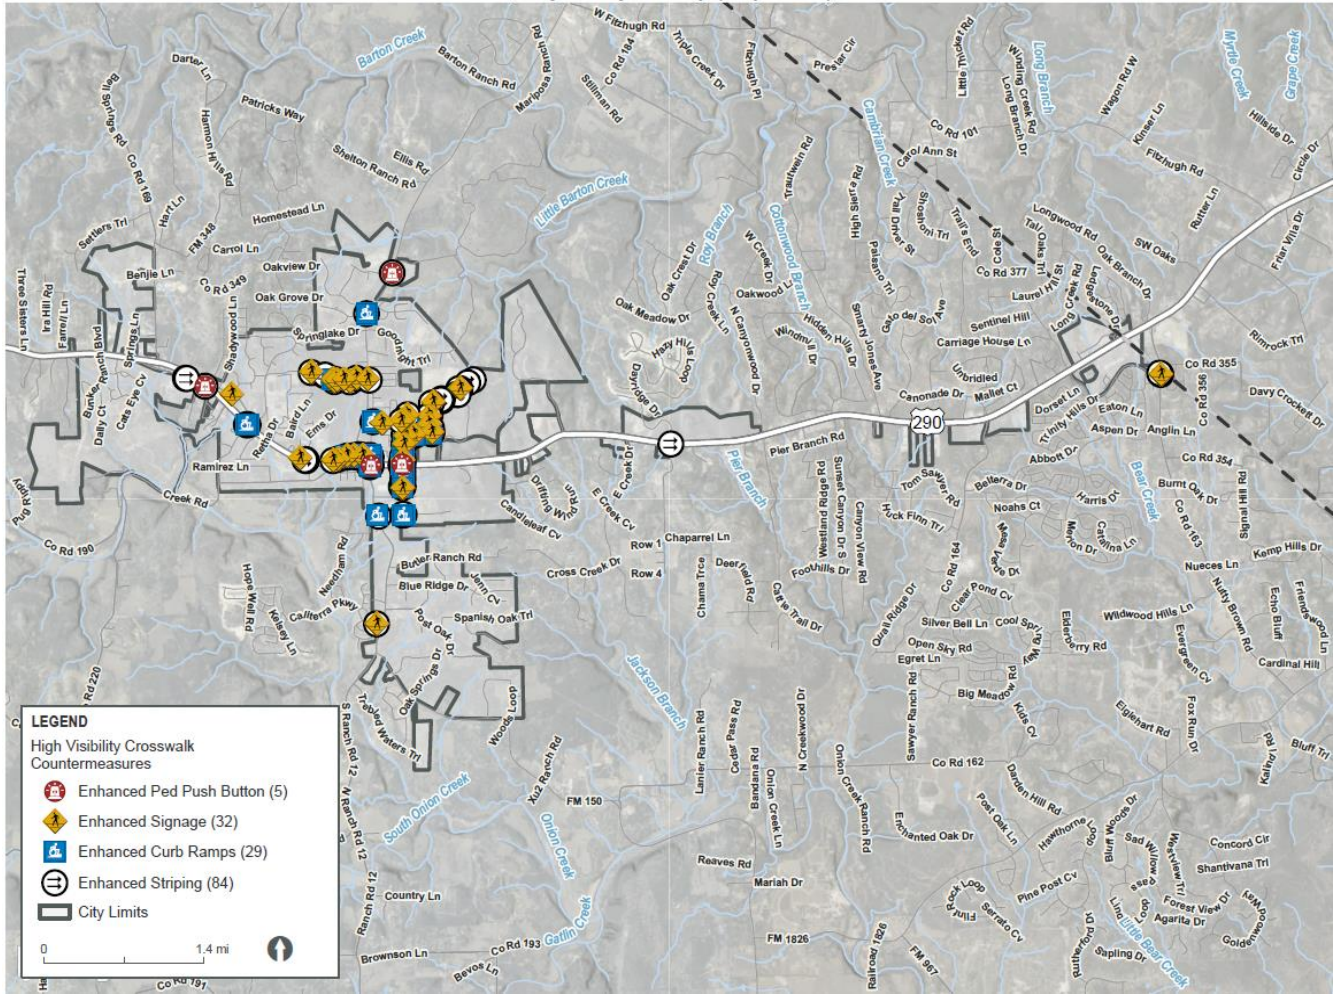 W Fitzhugh Rd
Barton Creek
Darter Ln
Bell Springs Rd
Barton Ranch Rd
Mariposa Ranch Rd
Co Rd 184
Stillman Rd
Triple Creek Dr
Fitzhugh Pl
Preslar Cir
Little Thicket Rd
Winding Creek Rd
Long Branch Dr
Long Branch
Wagon Rd W
Myrtle Creek
Grape Creek
Kinser Ln
Hillside Dr
Circle Dr
Patricks Way
Harmon Hills Rd
Co Rd 169
Shelton Ranch Rd
Ellis Rd
Trautwein Rd
High Sierra Rd
Cambrian Creek
Co Rd 101
Carol Ann St
Fitzhugh Rd
Rutter Ln
Friar Villa Dr
Settlers Trl
Hart Ln
FM 348
Homestead Ln
Little Barton Creek
Roy Branch
Cottonwood Branch
W Creek Dr
Trail Driver St
Shoshoni Trl
Trail's End
Cole St
Longwood Rd
Tall Oaks Trl
Oak Branch Dr
SW Oaks
Carrol Ln
Benjie Ln
Co Rd 349
Oakview Dr
Oak Grove Dr
Oak Crest Dr
Roy Creek Ln
Oakwood Ln
Paisano Trl
Co Rd 377
Laurel Hill St
Long Creek Rd
Ledgestone Dr
Three Sisters Ln
Ira Hill Rd
Farrell Ln
Springs Ln
Shadywood Ln
Springlake Dr
Goodnight Trl
Oak Meadow Dr
Hazy Hills Loop
N Canyonwood Dr
Windmill Dr
Hidden Hills Dr
Smarty Jones Ave
Gato del Sol Ave
Sentinel Hill
Carriage House Ln
Rimrock Trl
Co Rd 355
Bunker Ranch Blvd
Daily Ct
Cats Eye Cv
Retha Dr
Baird Ln
Ems Dr
Dayridge Dr
Unbridled
Canonade Dr
Mallet Ct
Dorset Ln
Trinity Hills Dr
Eaton Ln
Aspen Dr
Anglin Ln
Co Rd 356
Davy Crockett Dr
290
Pier Branch Rd
Abbott Dr
Co Rd 354
Ramirez Ln
Creek Rd
Pug Rippy
Co Rd 190
Drifting Wind Run
Candleleaf Cv
E Creek Dr
E Creek Cv
Pier Branch
Westland Ridge Rd
Sunset Canyon Dr S
Canyon View Rd
Tom Sawyer Rd
Huck Finn Trl
Belterra Dr
Noahs Ct
Harris Dr
Bear Creek
Burnt Oak Dr
Signal Hill Rd
Co Rd 163
Row 1
Chaparrel Ln
Row 4
Cross Creek Dr
Butler Ranch Rd
Blue Ridge Dr
Jenn Cv
Needham Rd
Hope Well Rd
Kelsey Ln
Caliterra Pkwy
Post Oak Dr
Spanish Oak Trl
Chama Trce
Deerfield Rd
Foothills Dr
Cattle Trail Dr
Co Rd 164
Mesa Verde Dr
Merion Dr
Catalina Ln
Nueces Ln
Kemp Hills Dr
Clear Pond Cv
Silver Bell Ln
Cool Spring Way
Quail Ridge Dr
Open Sky Rd
Egret Ln
Elderberry Rd
Wildwood Hills Ln
Evergreen Cv
Nutty Brown Rd
Echo Bluff
Friendswood Ln
Cardinal Hill
Oak Springs Dr
Trebled Waters Trl
Woods Loop
Jackson Branch
Big Meadow Rd
Kids Cv
Sawyer Ranch Rd
Eiglehart Rd
Fox Run Dr
Kaling Rd
Bluff Trl
Rd 220
S Ranch Rd 12
N Ranch Rd 12
South Onion Creek
Xit2 Ranch Rd
FM 150
Onion Creek
Lanier Ranch Rd
Cedar Pass Rd
Bandana Rd
Onion Creek Ln
N Creekwood Dr
Onion Creek Ranch Rd
Co Rd 162
Darden Hill Rd
Post Oak Ln
Enchanted Oak Dr
Hawthorne Loop
Bluff Woods Dr
Sad Willow Pass
Westview Trl
Concord Cir
Shantivana Trl
Reaves Rd
Mariah Dr
Flint Rock Loop
Serrato Cv
Pine Post Cv
Forest View Dr
Agarita Dr
Goldenwood Way
Little Bear Creek
Rutherford Dr
Sapling Dr
Ranch Rd 12
Country Ln
Brownson Ln
Bevos Ln
Co Rd 193
Gatlin Creek
FM 1826
Railroad 1826
FM 967
Co Rd 191
LEGEND
High Visibility Crosswalk
Countermeasures
Enhanced Ped Push Button (5)
Enhanced Signage (32)
Enhanced Curb Ramps (29)
Enhanced Striping (84)
City Limits
0 1.4 mi